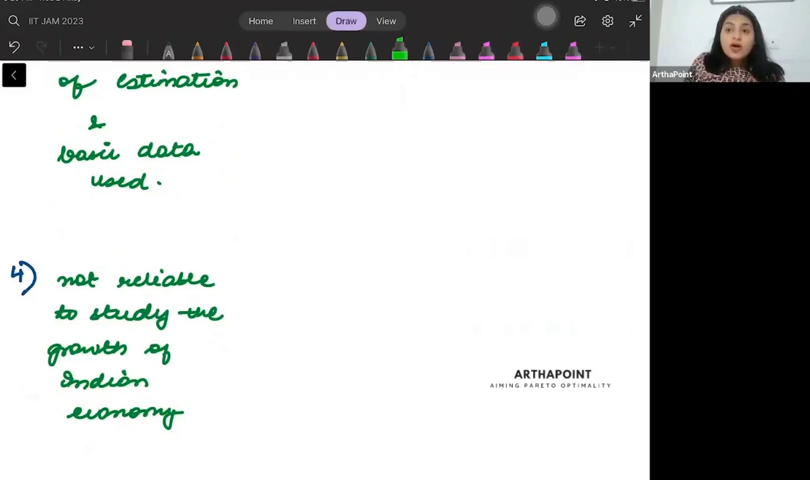 IIT JAM 2023
Home Insert Draw View
ArthaPoint
of estimation
&
basic data
used.
4) not reliable
to study the
growth of
Indian
economy
ARTHAPOINT
AIMING PARETO OPTIMALITY